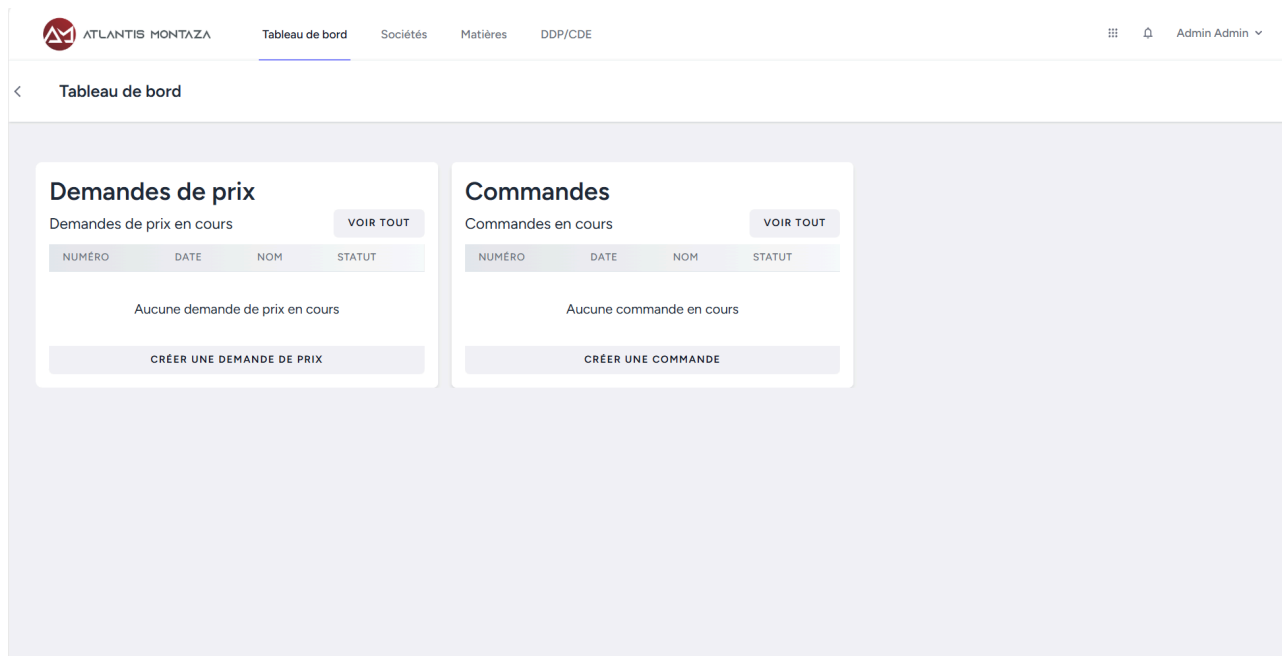 ATLANTIS MONTAZA Tableau de bord Sociétés Matières DDP/CDE Admin Admin
Tableau de bord
Demandes de prix
Demandes de prix en cours VOIR TOUT
NUMÉRO DATE NOM STATUT
Aucune demande de prix en cours
CRÉER UNE DEMANDE DE PRIX
Commandes
Commandes en cours VOIR TOUT
NUMÉRO DATE NOM STATUT
Aucune commande en cours
CRÉER UNE COMMANDE